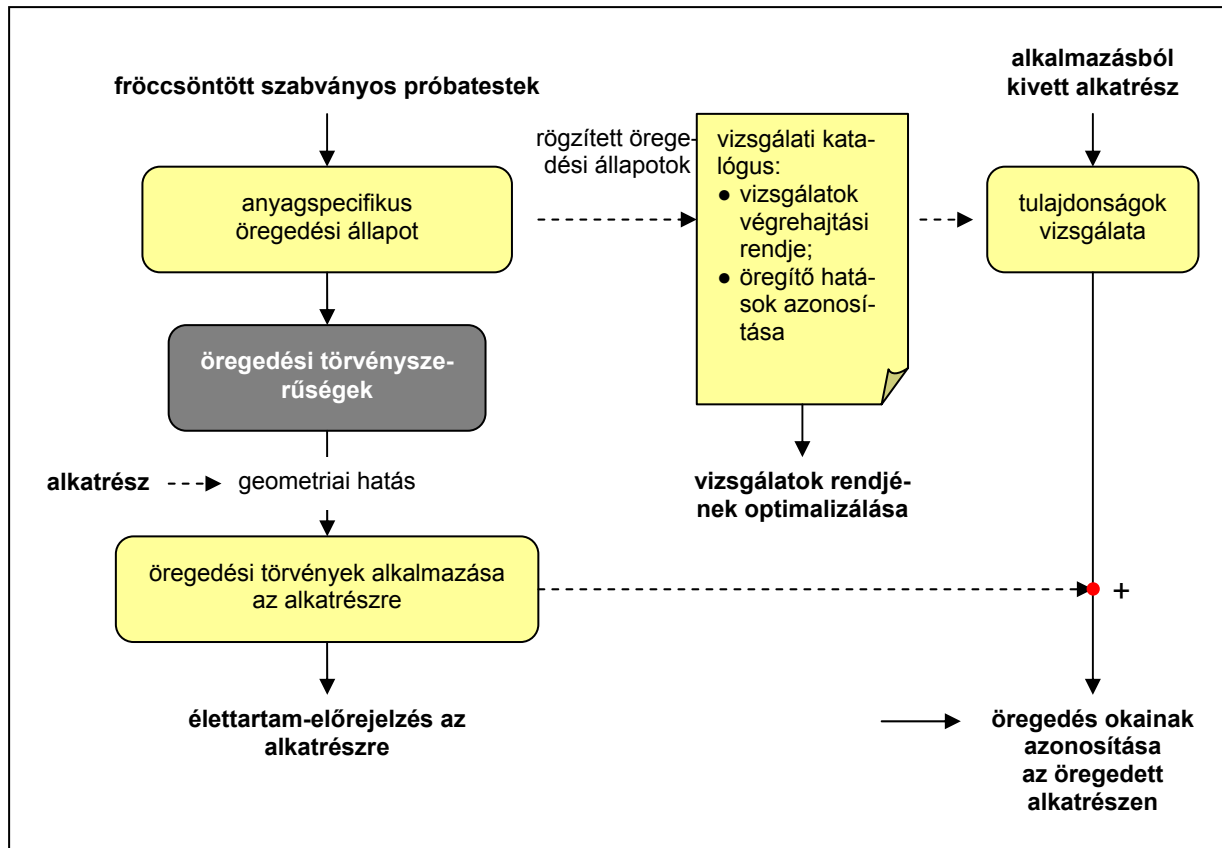 fröccsöntött szabványos próbatestek
alkalmazásból
kivett alkatrész
anyagspecifikus
öregedési állapot
rögzített örege-
dési állapotok
vizsgálati kata-
lógus:
● vizsgálatok
végrehajtási
rendje;
● öregítő hatá-
sok azonosí-
tása
tulajdonságok
vizsgálata
öregedési törvénysze-
rűségek
alkatrész
geometriai hatás
vizsgálatok rendjé-
nek optimalizálása
öregedési törvények alkalmazása
az alkatrészre
+
élettartam-előrejelzés az
alkatrészre
öregedés okainak
azonosítása
az öregedett
alkatrészen